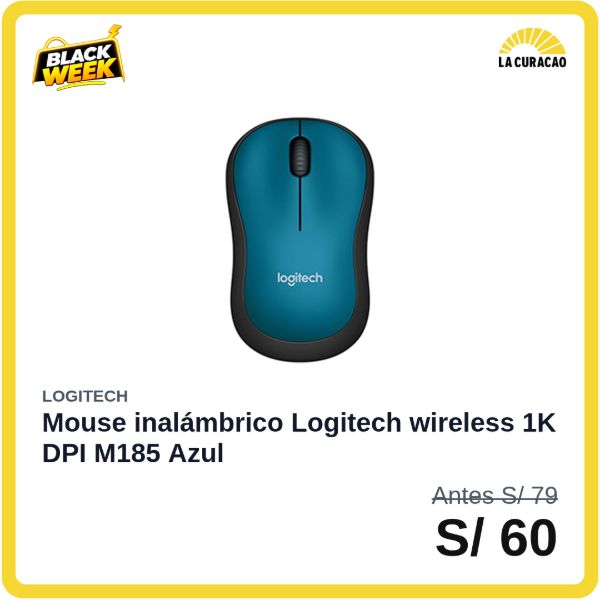 BLACK
WEEK
LA CURACAO
logitech
LOGITECH
Mouse inalámbrico Logitech wireless 1K
DPI M185 Azul
Antes S/ 79
S/ 60